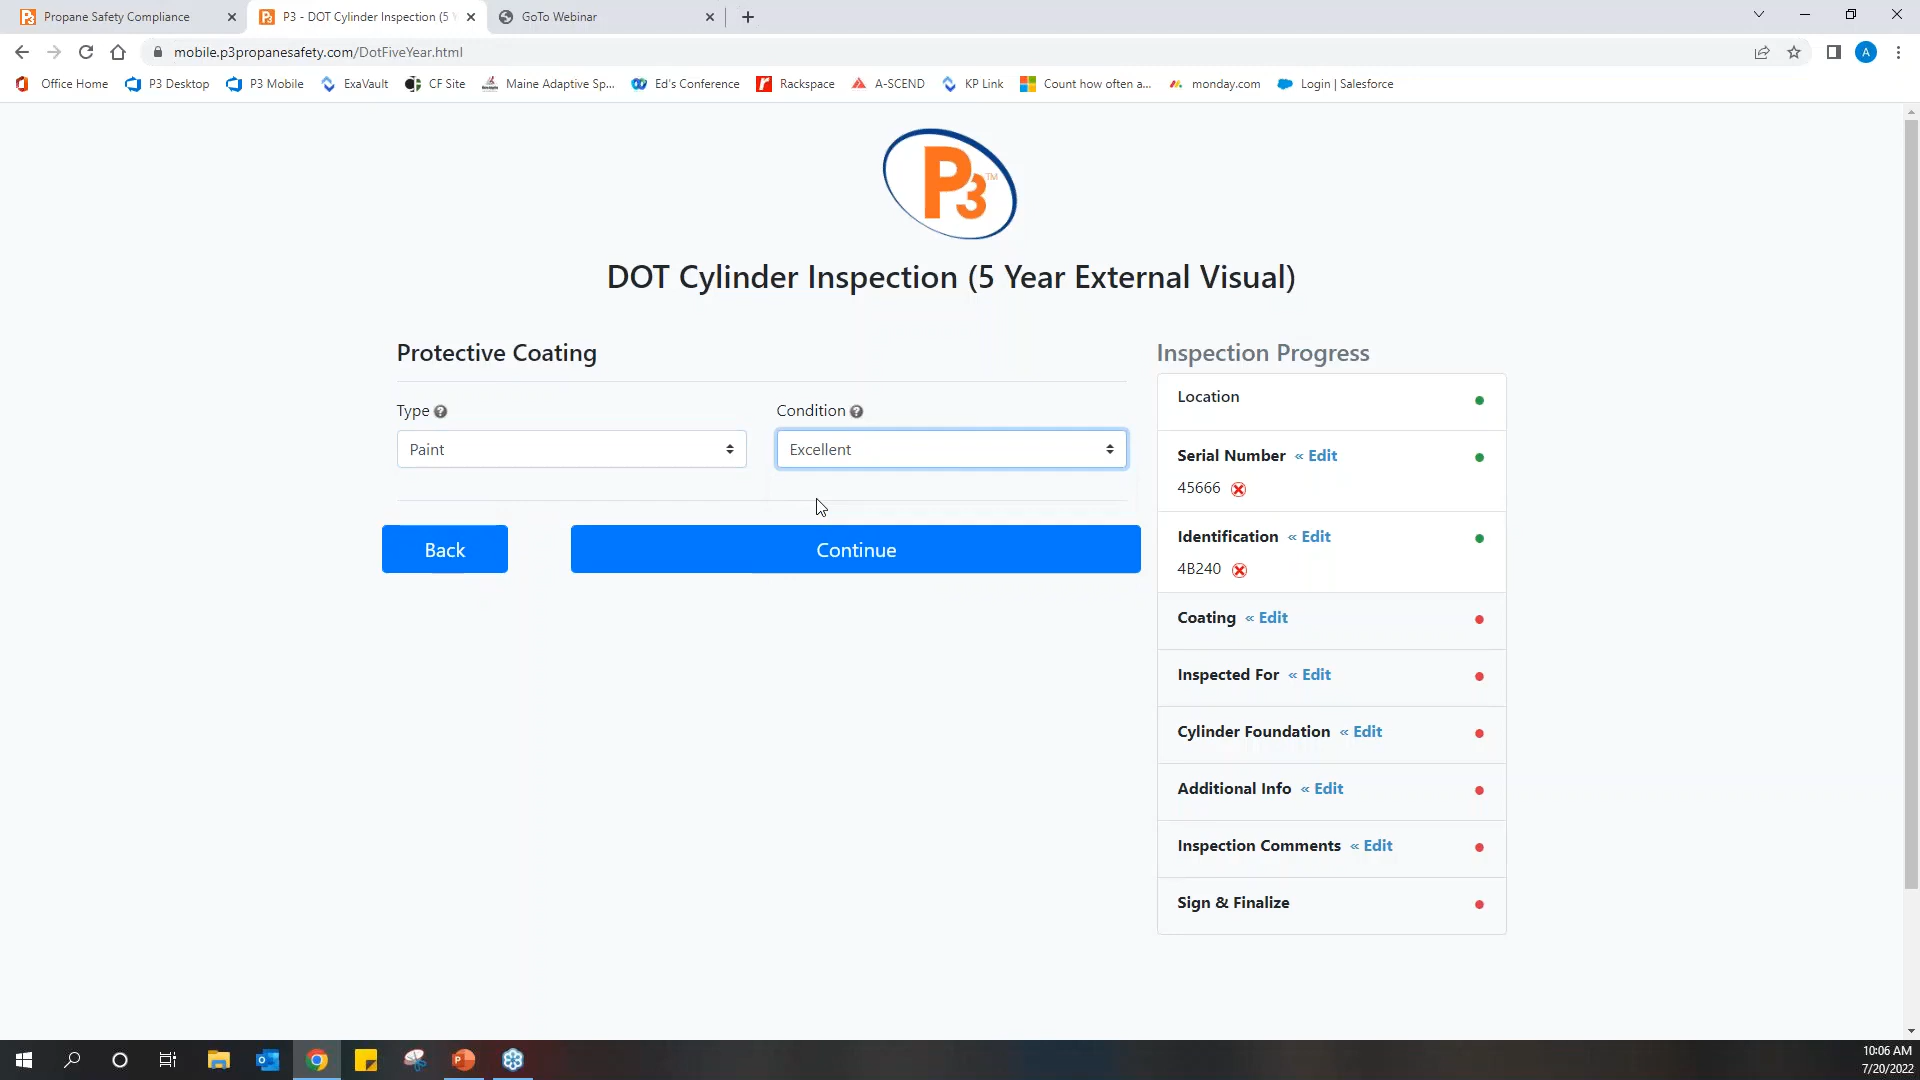 Propane Safety Compliance
P3 - DOT Cylinder Inspection (5 Y
GoTo Webinar
mobile.p3propanesafety.com/DotFiveYear.html
A
Office Home
P3 Desktop
P3 Mobile
ExaVault
CF Site
Maine Adaptive Sp...
Ed's Conference
Rackspace
A-SCEND
KP Link
Count how often a...
monday.com
Login | Salesforce
P3 TM
DOT Cylinder Inspection (5 Year External Visual)
Protective Coating
Type
Condition
Paint
Excellent
Back
Continue
Inspection Progress
Location
Serial Number « Edit
45666
Identification « Edit
4B240
Coating « Edit
Inspected For « Edit
Cylinder Foundation « Edit
Additional Info « Edit
Inspection Comments « Edit
Sign & Finalize
10:06 AM
7/20/2022